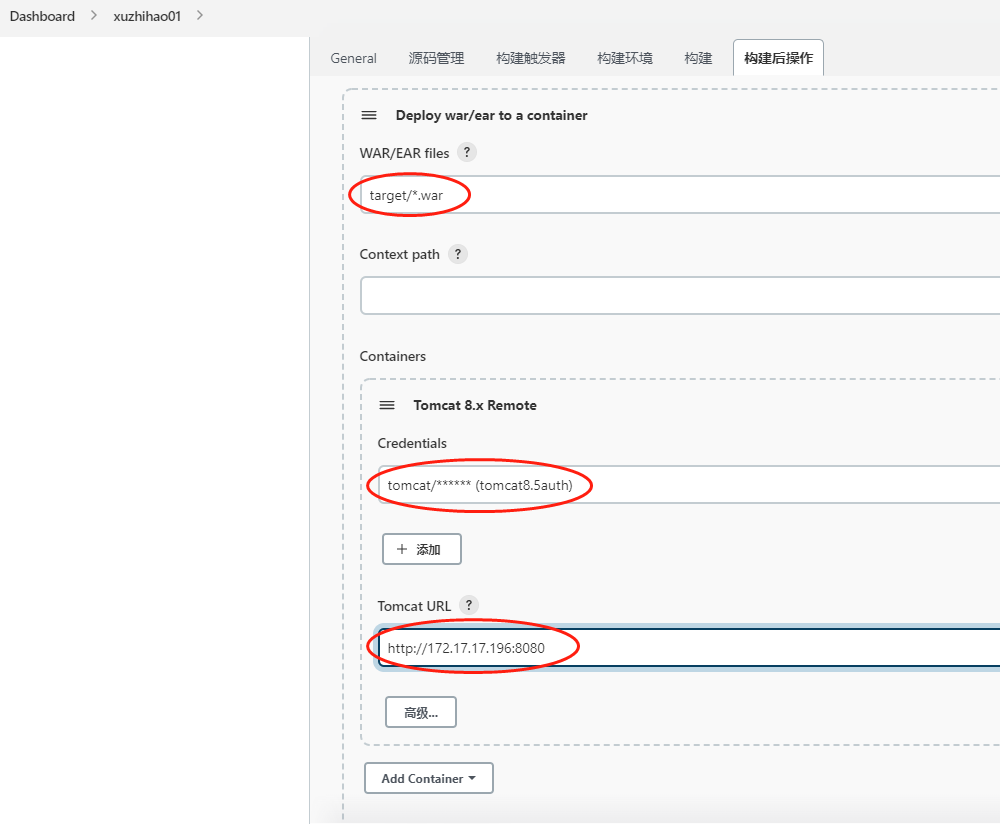 Dashboard > xuzhihao01 >
General 源码管理 构建触发器 构建环境 构建 构建后操作
Deploy war/ear to a container
WAR/EAR files ?
target/*.war
Context path ?
Containers
Tomcat 8.x Remote
Credentials
tomcat/****** (tomcat8.5auth)
+ 添加
Tomcat URL ?
http://172.17.17.196:8080
高级...
Add Container